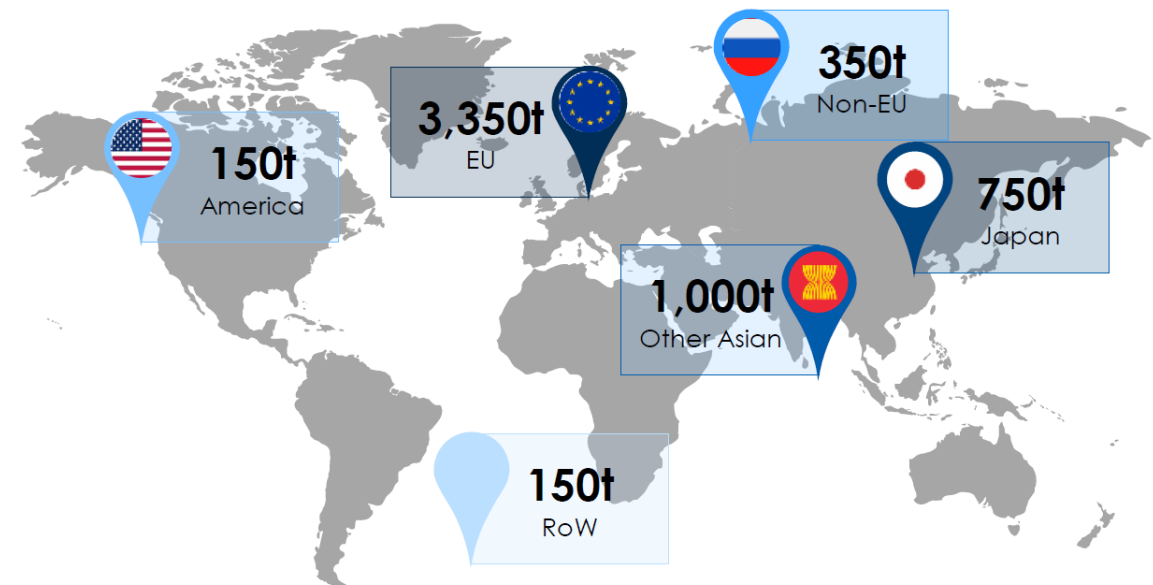 350t
Non-EU
3,350t
EU
150t
America
750t
Japan
1,000t
Other Asian
150t
RoW